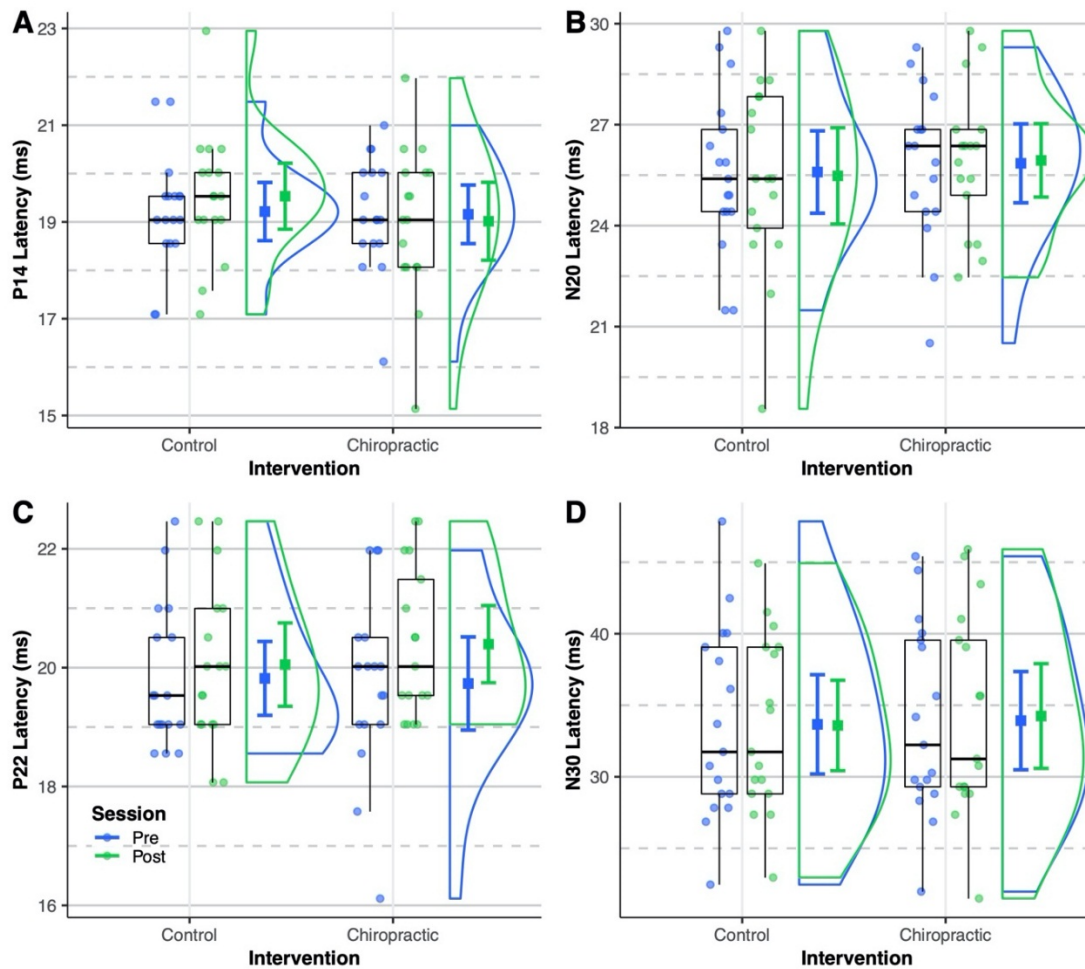 A
B
P14 Latency (ms)
23
21
19
17
15
Control
Chiropractic
Intervention
N20 Latency (ms)
30
27
24
21
18
Control
Chiropractic
Intervention
C
D
P22 Latency (ms)
22
20
18
16
Session
Pre
Post
Control
Chiropractic
Intervention
N30 Latency (ms)
40
30
Control
Chiropractic
Intervention